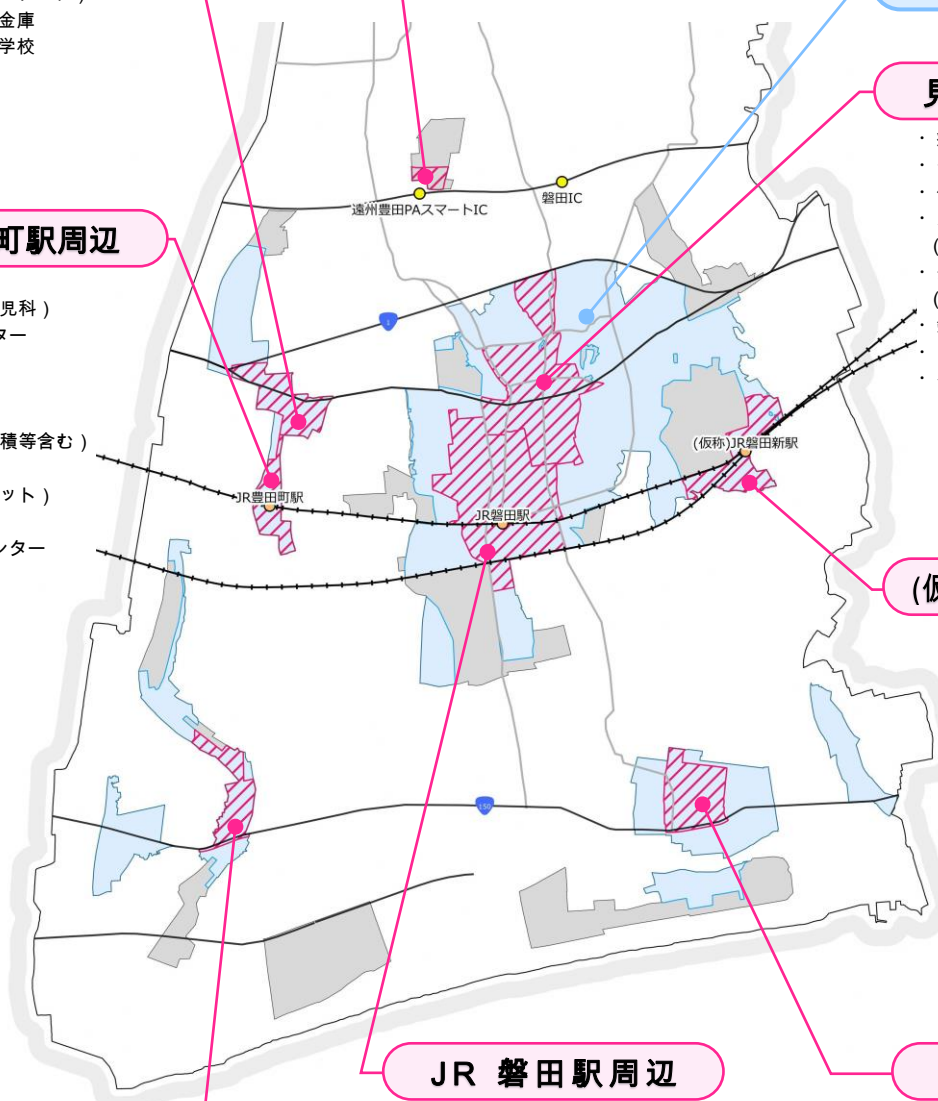 金庫
学校
町駅周辺
児科）
ター
積等含む）
ット）
ンター
遠州豊田PAスマートIC
磐田IC
1
(仮称)JR磐田新駅
JR豊田町駅
JR磐田駅
150
JR 磐田駅周辺